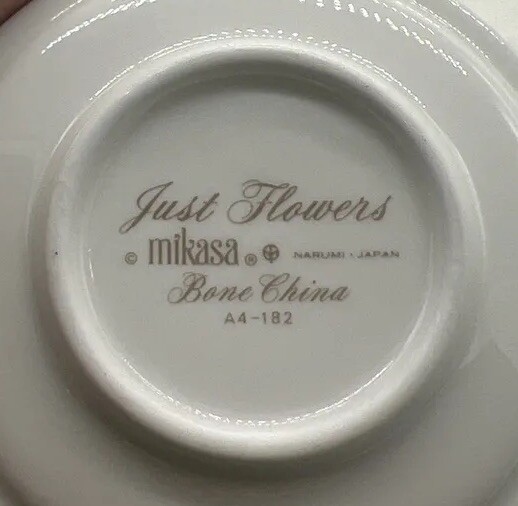 Just Flowers
© mikasa ® NARUMI · JAPAN
Bone China
A4-182